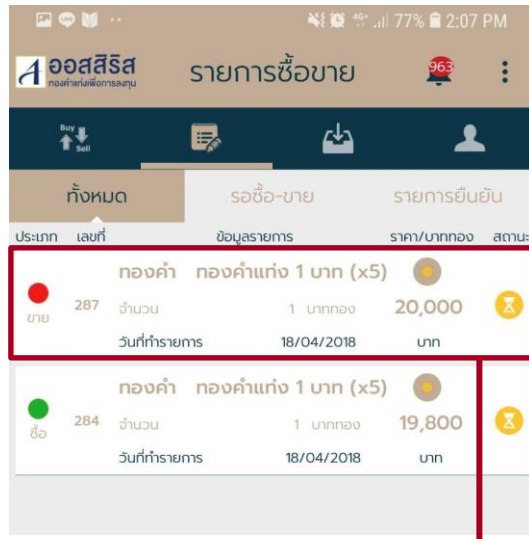 77% 2:07 PM
A ออสสิริส
ทองคำแท่งเพื่อการลงทุน
รายการซื้อขาย
963
Buy
Sell
ทั้งหมด รอซื้อ-ขาย รายการยืนยัน
ประเภท เลขที่ ข้อมูลรายการ ราคา/บาททอง สถานะ
ทองคำ ทองคำแท่ง 1 บาท (x5)
ขาย 287 จำนวน 1 บาททอง 20,000
วันที่ทำรายการ 18/04/2018 บาท
ทองคำ ทองคำแท่ง 1 บาท (x5)
ซื้อ 284 จำนวน 1 บาททอง 19,800
วันที่ทำรายการ 18/04/2018 บาท